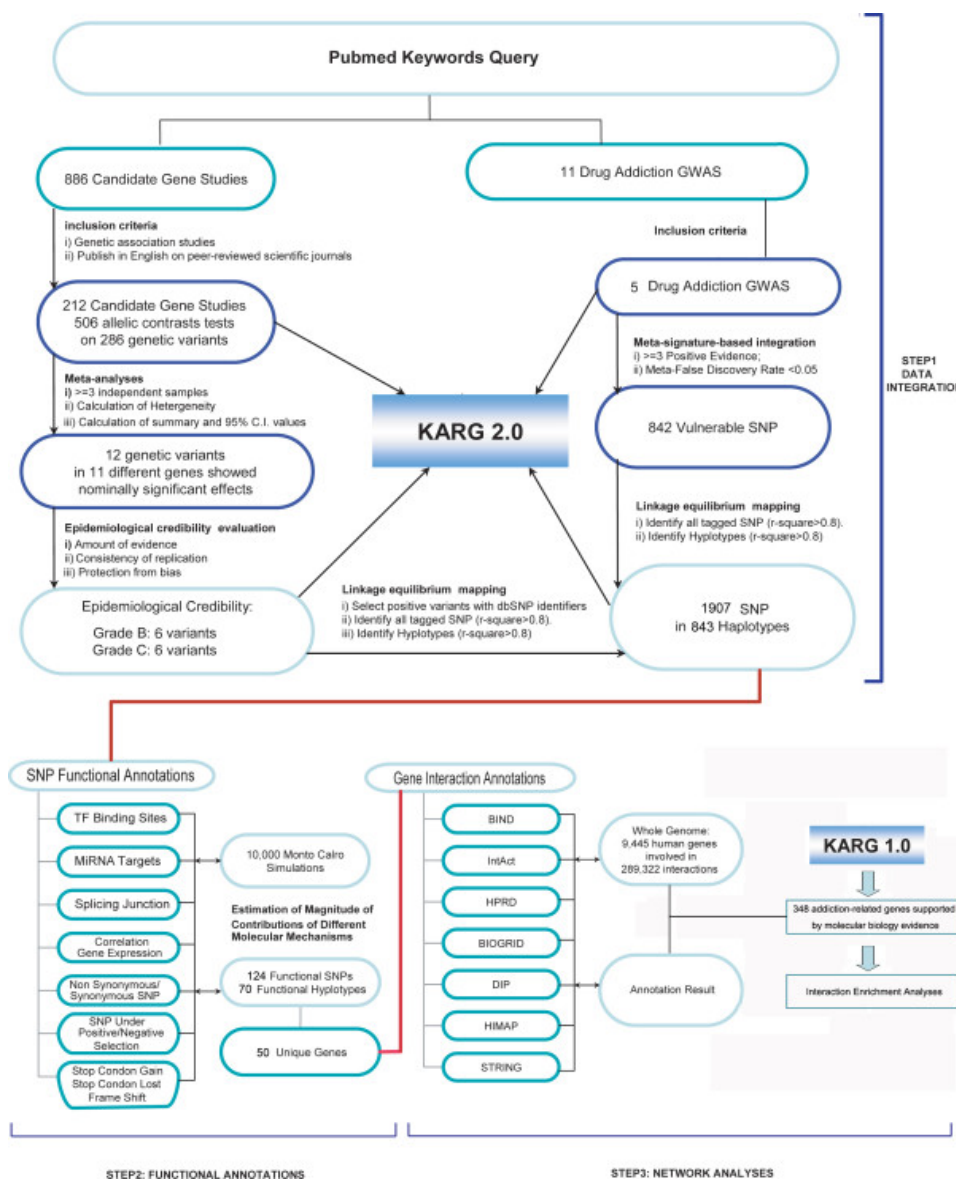 Pubmed Keywords Query
886 Candidate Gene Studies
11 Drug Addiction GWAS
inclusion criteria
i) Genetic association studies
ii) Publish in English on peer-reviewed scientific journals
Inclusion criteria
212 Candidate Gene Studies
506 allelic contrasts tests
on 286 genetic variants
5 Drug Addiction GWAS
Meta-analyses
i) >=3 independent samples
ii) Calculation of Hetergeneity
iii) Calculation of summary and 95% C.I. values
Meta-signature-based integration
i) >=3 Positive Evidence;
ii) Meta-False Discovery Rate <0.05
STEP1
DATA
INTEGRATION
KARG 2.0
842 Vulnerable SNP
12 genetic variants
in 11 different genes showed
nominally significant effects
Linkage equilibrium mapping
i) Identify all tagged SNP (r-square>0.8).
ii) Identify Hyplotypes (r-square>0.8)
Epidemiological credibility evaluation
i) Amount of evidence
ii) Consistency of replication
iii) Protection from bias
Epidemiological Credibility:
Grade B: 6 variants
Grade C: 6 variants
Linkage equilibrium mapping
i) Select positive variants with dbSNP identifiers
ii) Identify all tagged SNP (r-square>0.8).
iii) Identify Hyplotypes (r-square>0.8)
1907 SNP
in 843 Haplotypes
SNP Functional Annotations
TF Binding Sites
MiRNA Targets
Splicing Junction
Correlation
Gene Expression
Non Synonymous/
Synonymous SNP
SNP Under
Positive/Negative
Selection
Stop Condon Gain
Stop Condon Lost
Frame Shift
10,000 Monto Calro
Simulations
Estimation of Magnitude of
Contributions of Different
Molecular Mechanisms
124 Functional SNPs
70 Functional Hyplotypes
50 Unique Genes
Gene Interaction Annotations
BIND
IntAct
HPRD
BIOGRID
DIP
HIMAP
STRING
Whole Genome:
9,445 human genes
involved in
289,322 interactions
Annotation Result
KARG 1.0
348 addiction-related genes supported
by molecular biology evidence
Interaction Enrichment Analyses
STEP2: FUNCTIONAL ANNOTATIONS
STEP3: NETWORK ANALYSES